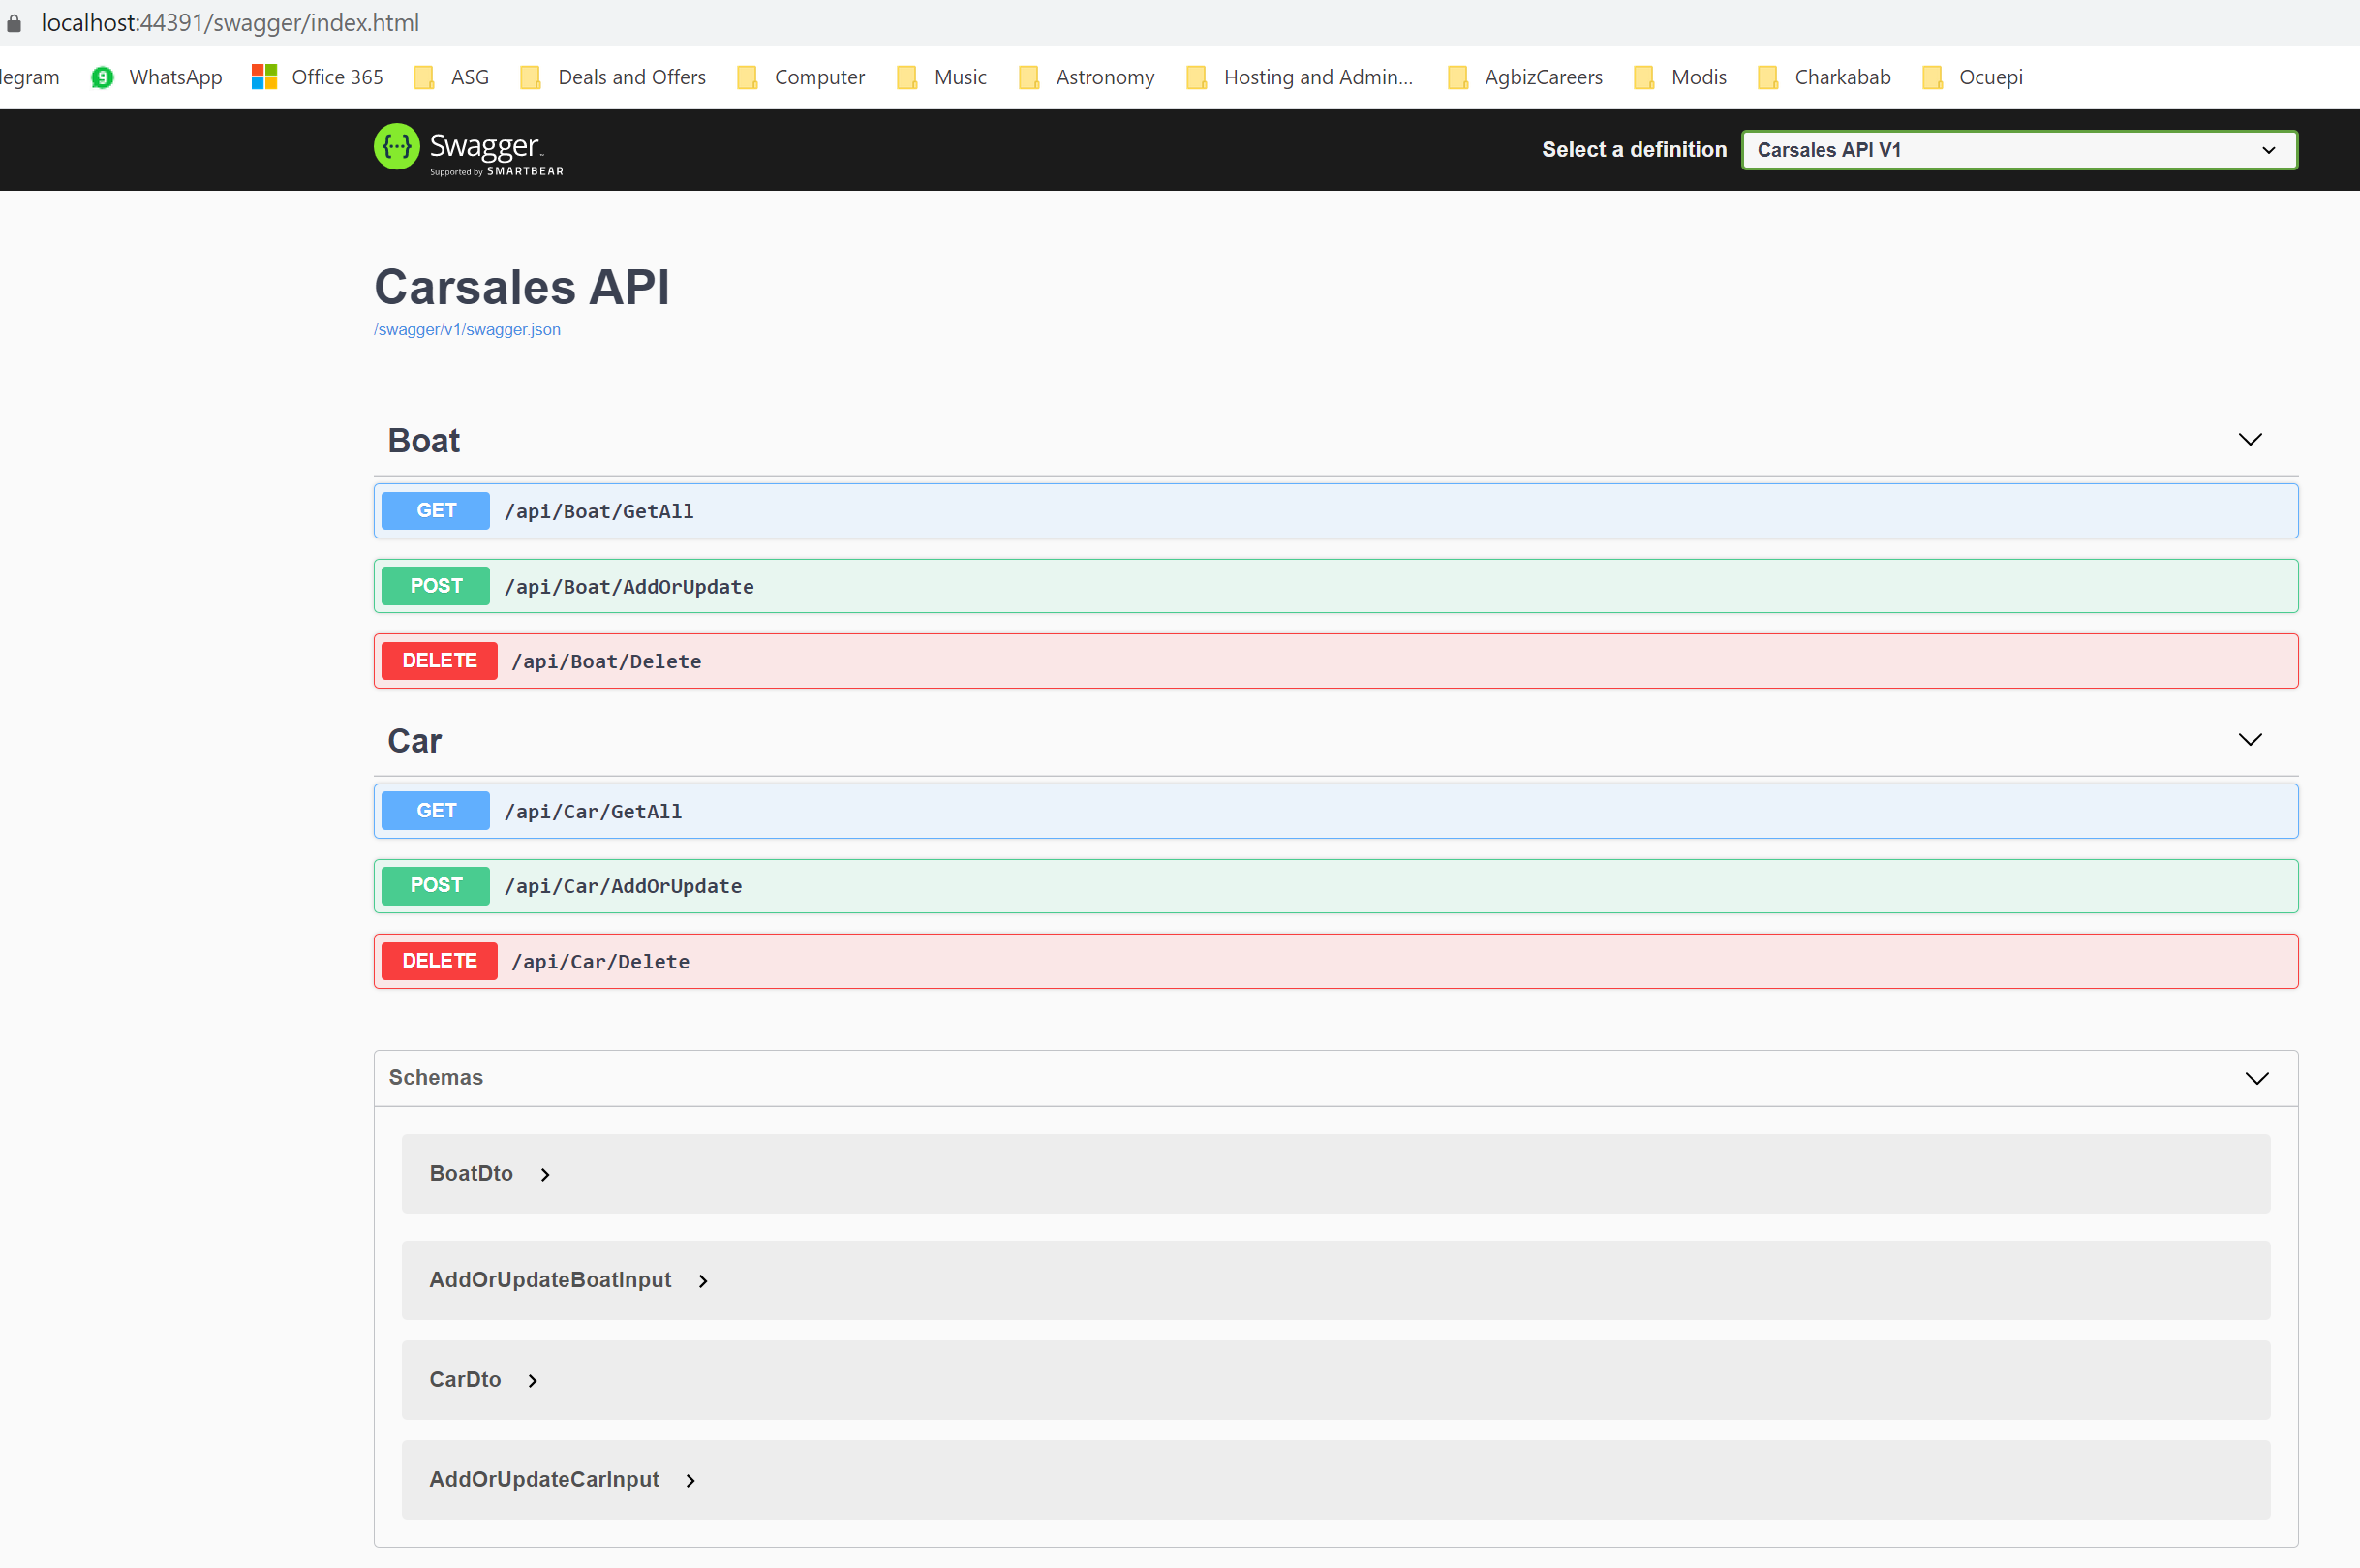 localhost:44391/swagger/index.html
legram WhatsApp Office 365 ASG Deals and Offers Computer Music Astronomy Hosting and Admin... AgbizCareers Modis Charkabab Ocuepi
{...} Swagger™ Select a definition Carsales API V1
Supported by SMARTBEAR
Carsales API
/swagger/v1/swagger.json
Boat
GET /api/Boat/GetAll
POST /api/Boat/AddOrUpdate
DELETE /api/Boat/Delete
Car
GET /api/Car/GetAll
POST /api/Car/AddOrUpdate
DELETE /api/Car/Delete
Schemas
BoatDto
AddOrUpdateBoatInput
CarDto
AddOrUpdateCarInput